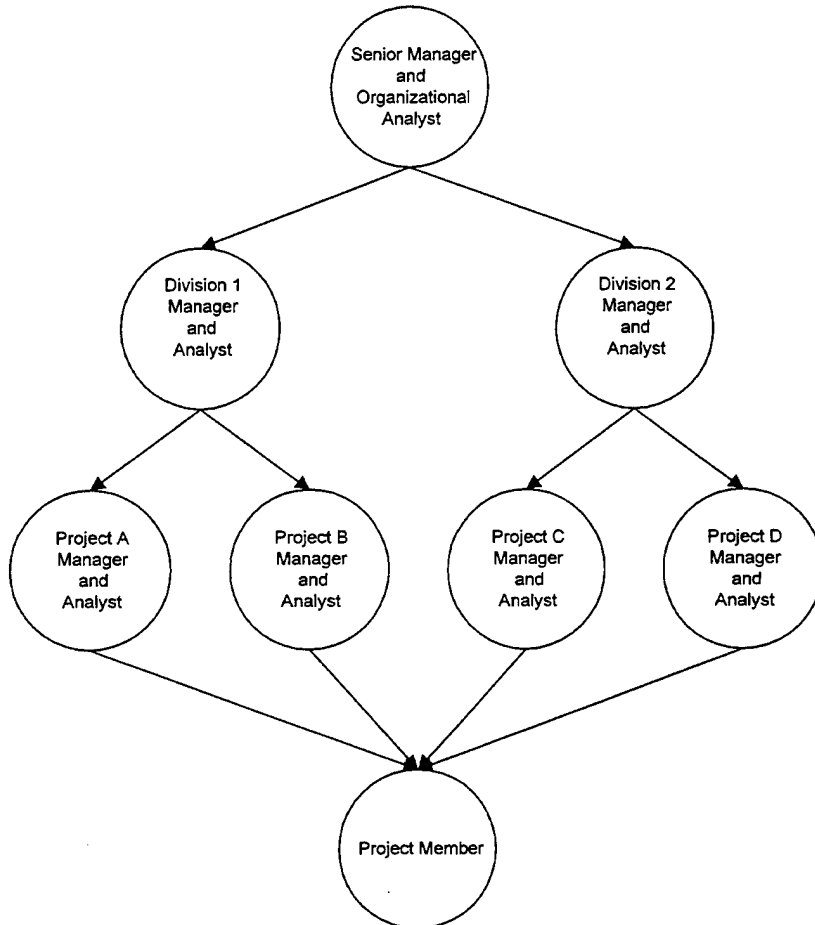 Senior Manager
and
Organizational
Analyst
Division 1
Manager
and
Analyst
Division 2
Manager
and
Analyst
Project A
Manager
and
Analyst
Project B
Manager
and
Analyst
Project C
Manager
and
Analyst
Project D
Manager
and
Analyst
Project Member